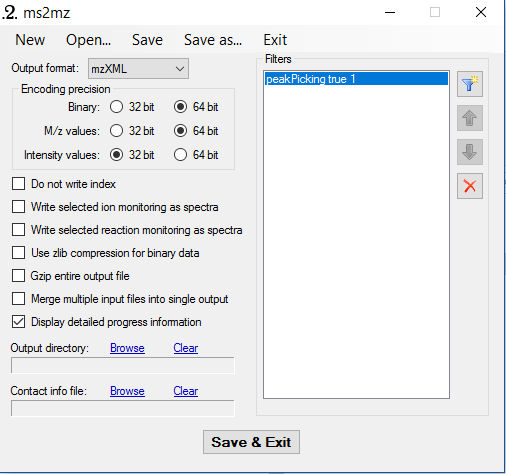 .2. ms2mz
New Open... Save Save as... Exit
Output format: mzXML
Encoding precision
Binary: 32 bit 64 bit
M/z values: 32 bit 64 bit
Intensity values: 32 bit 64 bit
Do not write index
Write selected ion monitoring as spectra
Write selected reaction monitoring as spectra
Use zlib compression for binary data
Gzip entire output file
Merge multiple input files into single output
Display detailed progress information
Output directory: Browse Clear
Contact info file: Browse Clear
Filters
peakPicking true 1
Save & Exit